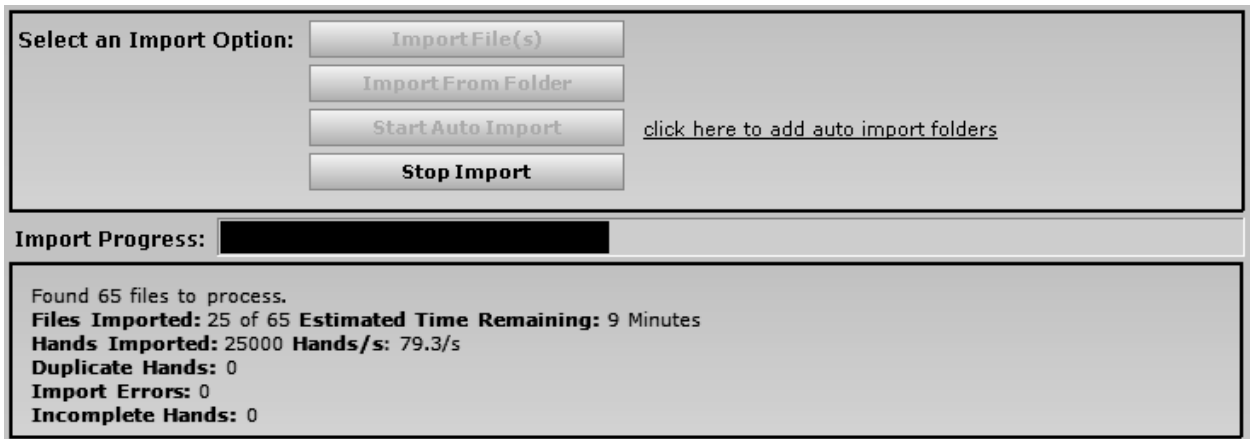 Select an Import Option: Import File(s)
Import From Folder
Start Auto Import click here to add auto import folders
Stop Import
Import Progress:
Found 65 files to process.
Files Imported: 25 of 65 Estimated Time Remaining: 9 Minutes
Hands Imported: 25000 Hands/s: 79.3/s
Duplicate Hands: 0
Import Errors: 0
Incomplete Hands: 0